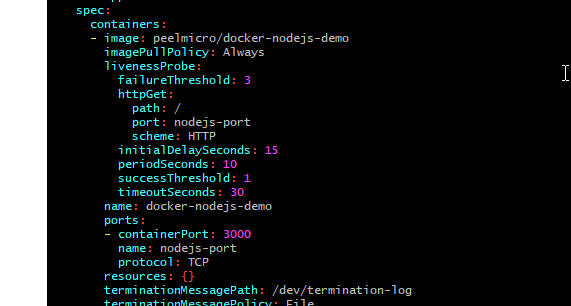 spec:
containers:
- image: peelmicro/docker-nodejs-demo
imagePullPolicy: Always
livenessProbe:
failureThreshold: 3
httpGet:
path: /
port: nodejs-port
scheme: HTTP
initialDelaySeconds: 15
periodSeconds: 10
successThreshold: 1
timeoutSeconds: 30
name: docker-nodejs-demo
ports:
- containerPort: 3000
name: nodejs-port
protocol: TCP
resources: {}
terminationMessagePath: /dev/termination-log
terminationMessagePolicy: File